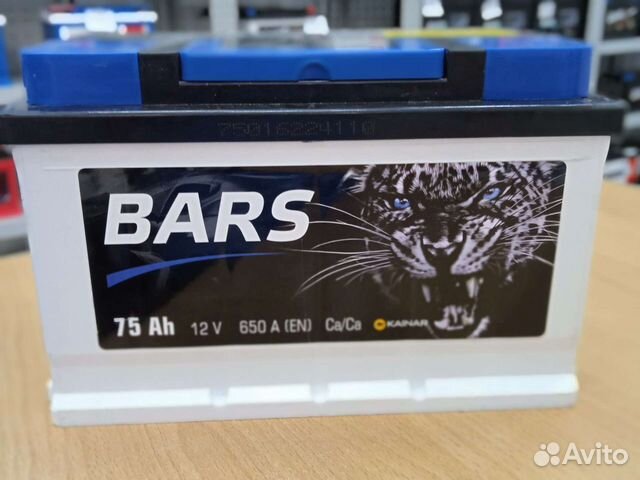 75016224110
BARS
75 Ah 12 V 650 A (EN) Ca/Ca KAINAR
Avito